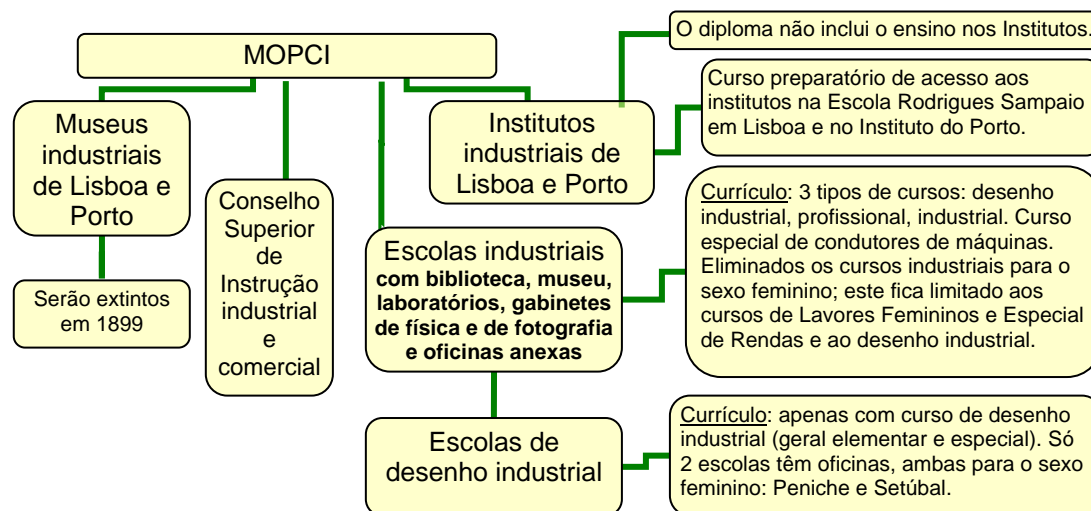 MOPCI
O diploma não inclui o ensino nos Institutos.
Curso preparatório de acesso aos
institutos na Escola Rodrigues Sampaio
em Lisboa e no Instituto do Porto.
Museus
industriais
de Lisboa e
Porto
Institutos
industriais de
Lisboa e Porto
Conselho
Superior
de
Instrução
industrial
e
comercial
Serão extintos
em 1899
Escolas industriais
com biblioteca, museu,
laboratórios, gabinetes
de física e de fotografia
e oficinas anexas
Currículo: 3 tipos de cursos: desenho
industrial, profissional, industrial. Curso
especial de condutores de máquinas.
Eliminados os cursos industriais para o
sexo feminino; este fica limitado aos
cursos de Lavores Femininos e Especial
de Rendas e ao desenho industrial.
Escolas de
desenho industrial
Currículo: apenas com curso de desenho
industrial (geral elementar e especial). Só
2 escolas têm oficinas, ambas para o sexo
feminino: Peniche e Setúbal.